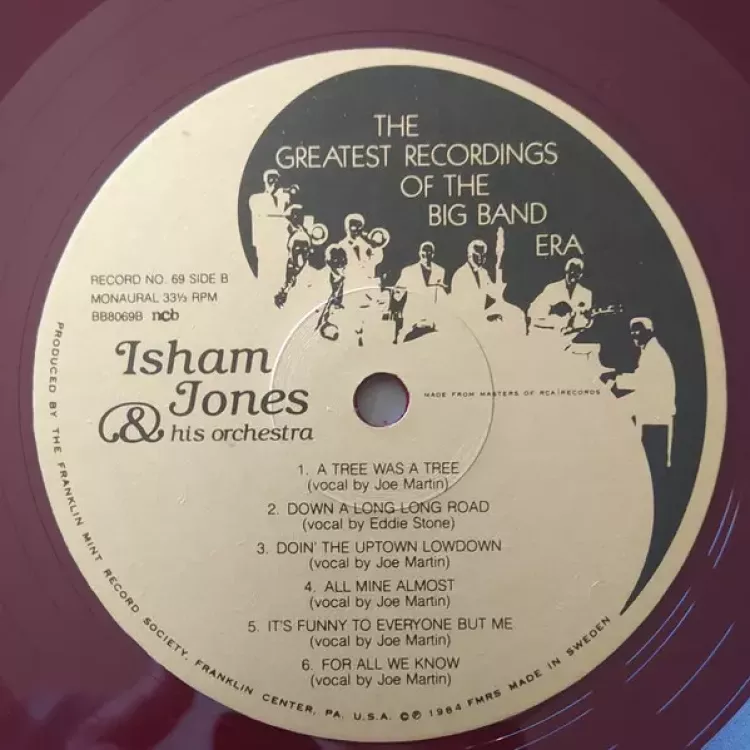 THE
GREATEST RECORDINGS
OF THE
BIG BAND
ERA
RECORD NO. 69 SIDE B
MONAURAL 33⅓ RPM
BB8069B ncb
Isham
Jones
& his orchestra
MADE FROM MASTERS OF RCA RECORDS
1. A TREE WAS A TREE
(vocal by Joe Martin)
2. DOWN A LONG LONG ROAD
(vocal by Eddie Stone)
3. DOIN' THE UPTOWN LOWDOWN
(vocal by Joe Martin)
4. ALL MINE ALMOST
(vocal by Joe Martin)
5. IT'S FUNNY TO EVERYONE BUT ME
(vocal by Joe Martin)
6. FOR ALL WE KNOW
(vocal by Joe Martin)
PRODUCED BY THE FRANKLIN MINT RECORD SOCIETY, FRANKLIN CENTER, PA. U.S.A. ©℗ 1984 FMRS MADE IN SWEDEN